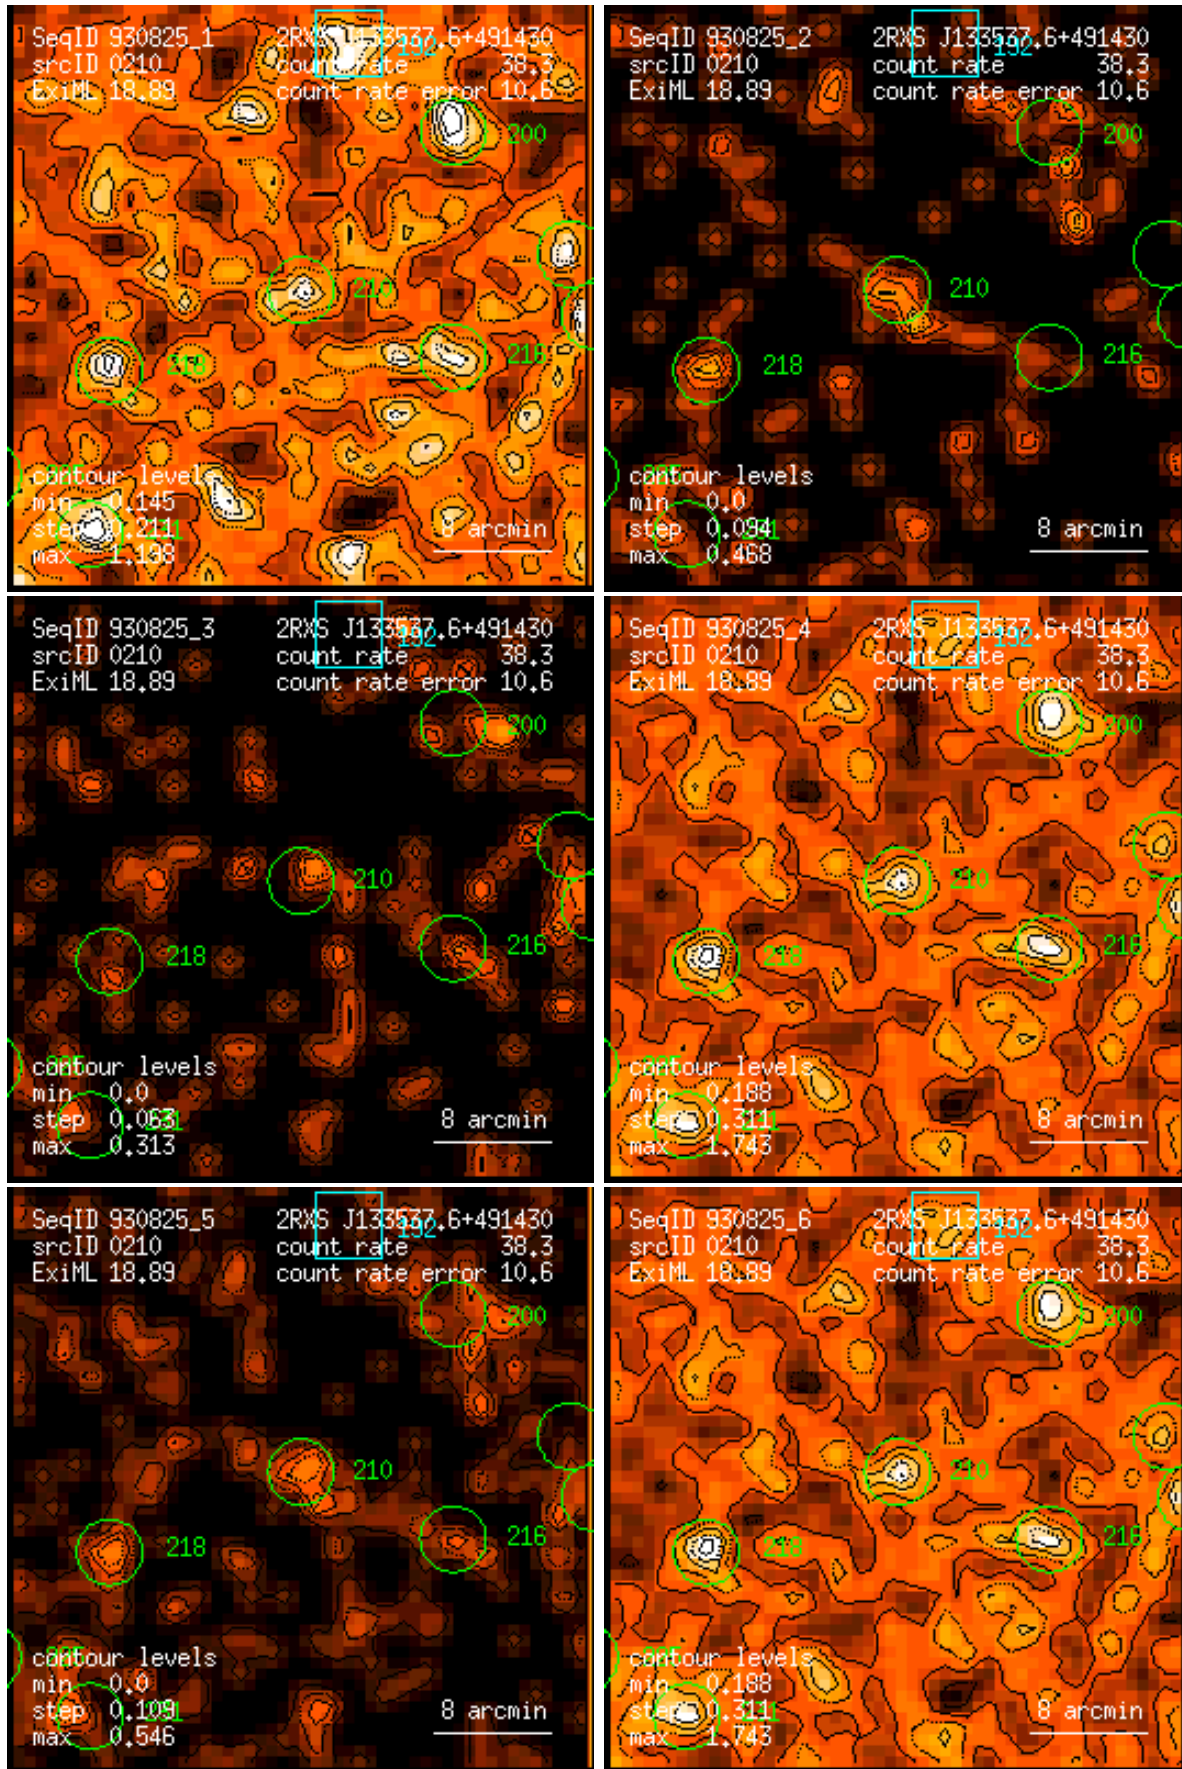 SeqID 930825_1 2RXS J133537.6+491430
192
srcID 0210 count rate 38.3
ExiML 18.89 count rate error 10.6
200
210
216
218
contour levels
min 0.145
step 0.211
max 1.198
8 arcmin
SeqID 930825_2 2RXS J133537.6+491430
192
srcID 0210 count rate 38.3
ExiML 18.89 count rate error 10.6
200
210
216
218
contour levels
min 0.0
step 0.094
max 0.468
8 arcmin
SeqID 930825_3 2RXS J133537.6+491430
192
srcID 0210 count rate 38.3
ExiML 18.89 count rate error 10.6
200
210
216
218
contour levels
min 0.0
step 0.063
max 0.313
8 arcmin
SeqID 930825_4 2RXS J133537.6+491430
192
srcID 0210 count rate 38.3
ExiML 18.89 count rate error 10.6
200
210
216
218
contour levels
min 0.188
step 0.311
max 1.743
8 arcmin
SeqID 930825_5 2RXS J133537.6+491430
192
srcID 0210 count rate 38.3
ExiML 18.89 count rate error 10.6
200
210
216
218
contour levels
min 0.0
step 0.109
max 0.546
8 arcmin
SeqID 930825_6 2RXS J133537.6+491430
192
srcID 0210 count rate 38.3
ExiML 18.89 count rate error 10.6
200
210
216
218
contour levels
min 0.188
step 0.311
max 1.743
8 arcmin